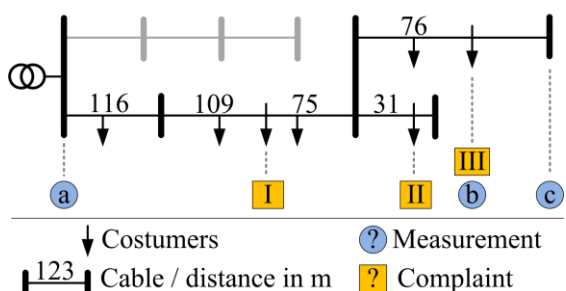 76
116 109 75 31
III
a I II b c
Costumers ? Measurement
123 Cable / distance in m ? Complaint